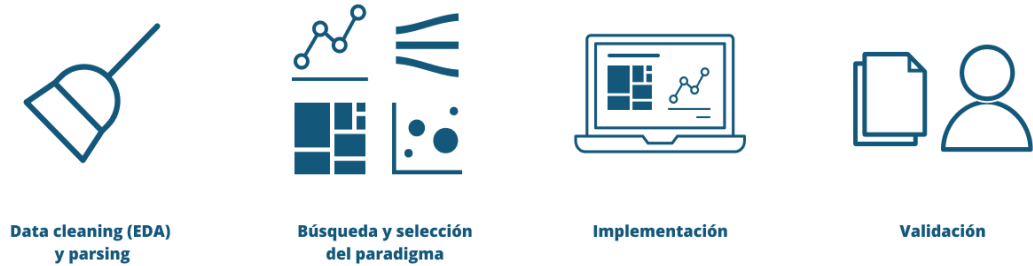 Data cleaning (EDA)
y parsing
Búsqueda y selección
del paradigma
Implementación
Validación